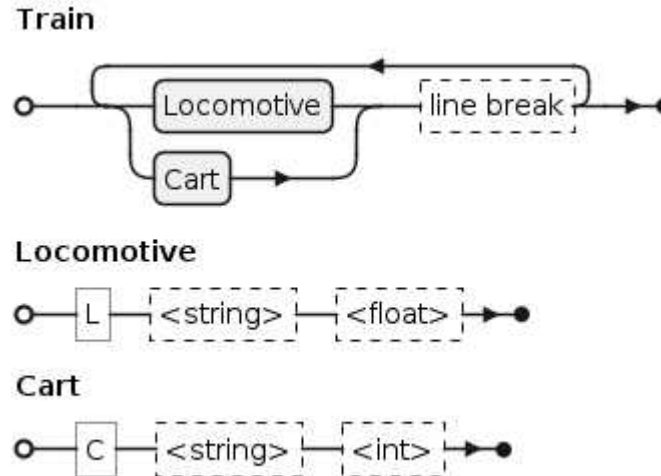 Train
Locomotive line break
Cart
Locomotive
L <string> <float>
Cart
C <string> <int>